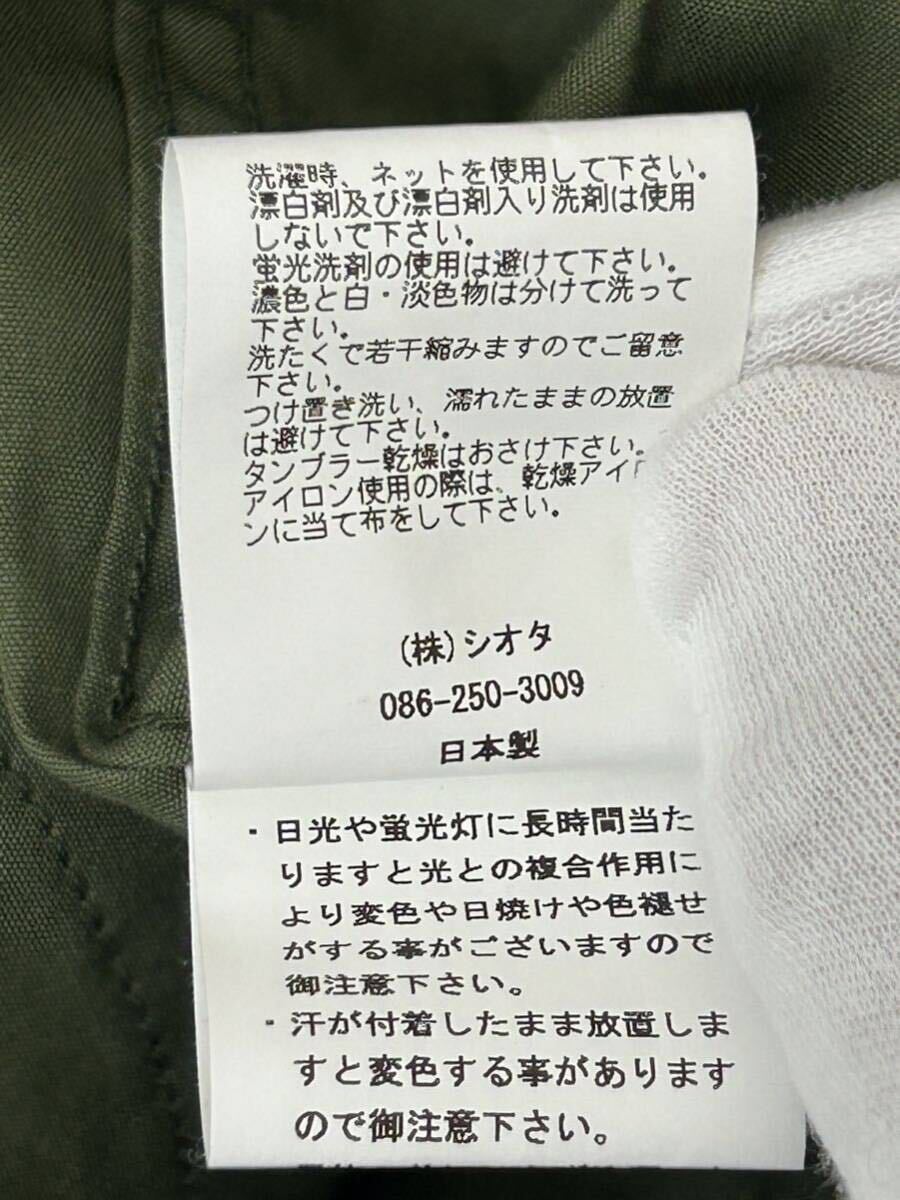 洗濯時、ネットを使用して下さい。
漂白剤及び漂白剤入り洗剤は使用
しないで下さい。
蛍光洗剤の使用は避けて下さい。
濃色と白・淡色物は分けて洗って
下さい。
洗たくで若干縮みますのでご留意
下さい。
つけ置き洗い、濡れたままの放置
は避けて下さい。
タンブラー乾燥はおさけ下さい。
アイロン使用の際は、乾燥アイロ
ンに当て布をして下さい。
(株)シオタ
086-250-3009
日本製
・日光や蛍光灯に長時間当た
りますと光との複合作用に
より変色や日焼けや色褪せ
がする事がございますので
御注意下さい。
・汗が付着したまま放置しま
すと変色する事があります
ので御注意下さい。